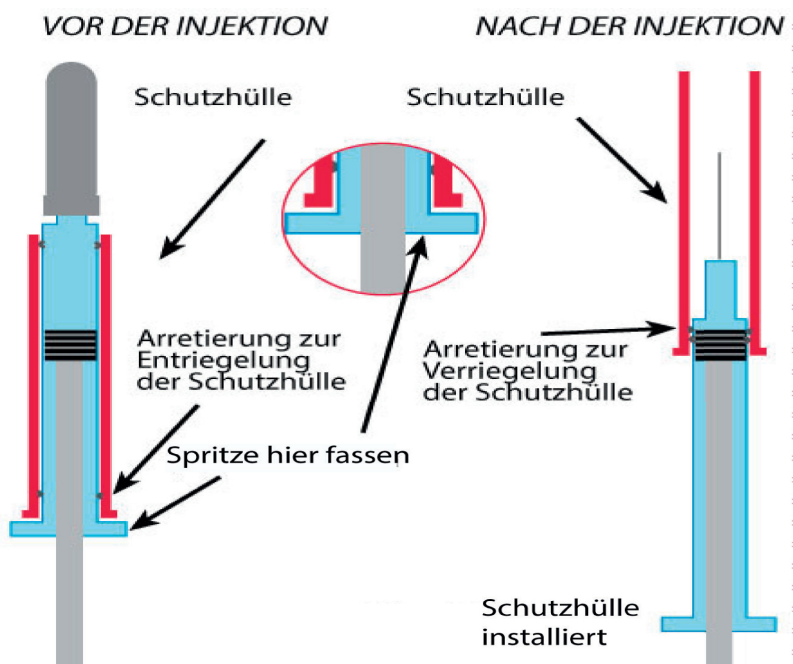 VOR DER INJEKTION
NACH DER INJEKTION
Schutzhülle
Schutzhülle
Arretierung zur
Entriegelung
der Schutzhülle
Arretierung zur
Verriegelung
der Schutzhülle
Spritze hier fassen
Schutzhülle
installiert